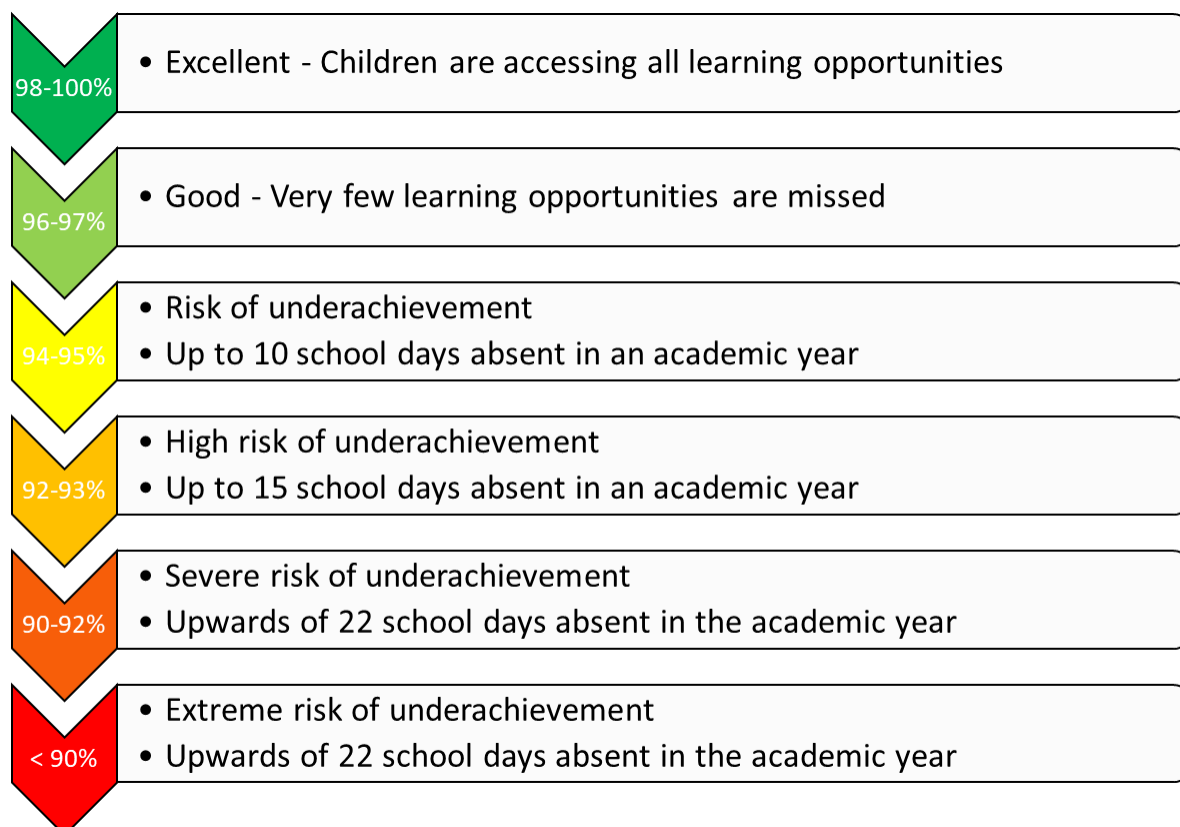 98-100%
• Excellent - Children are accessing all learning opportunities
96-97%
• Good - Very few learning opportunities are missed
94-95%
• Risk of underachievement
• Up to 10 school days absent in an academic year
92-93%
• High risk of underachievement
• Up to 15 school days absent in an academic year
90-92%
• Severe risk of underachievement
• Upwards of 22 school days absent in the academic year
< 90%
• Extreme risk of underachievement
• Upwards of 22 school days absent in the academic year